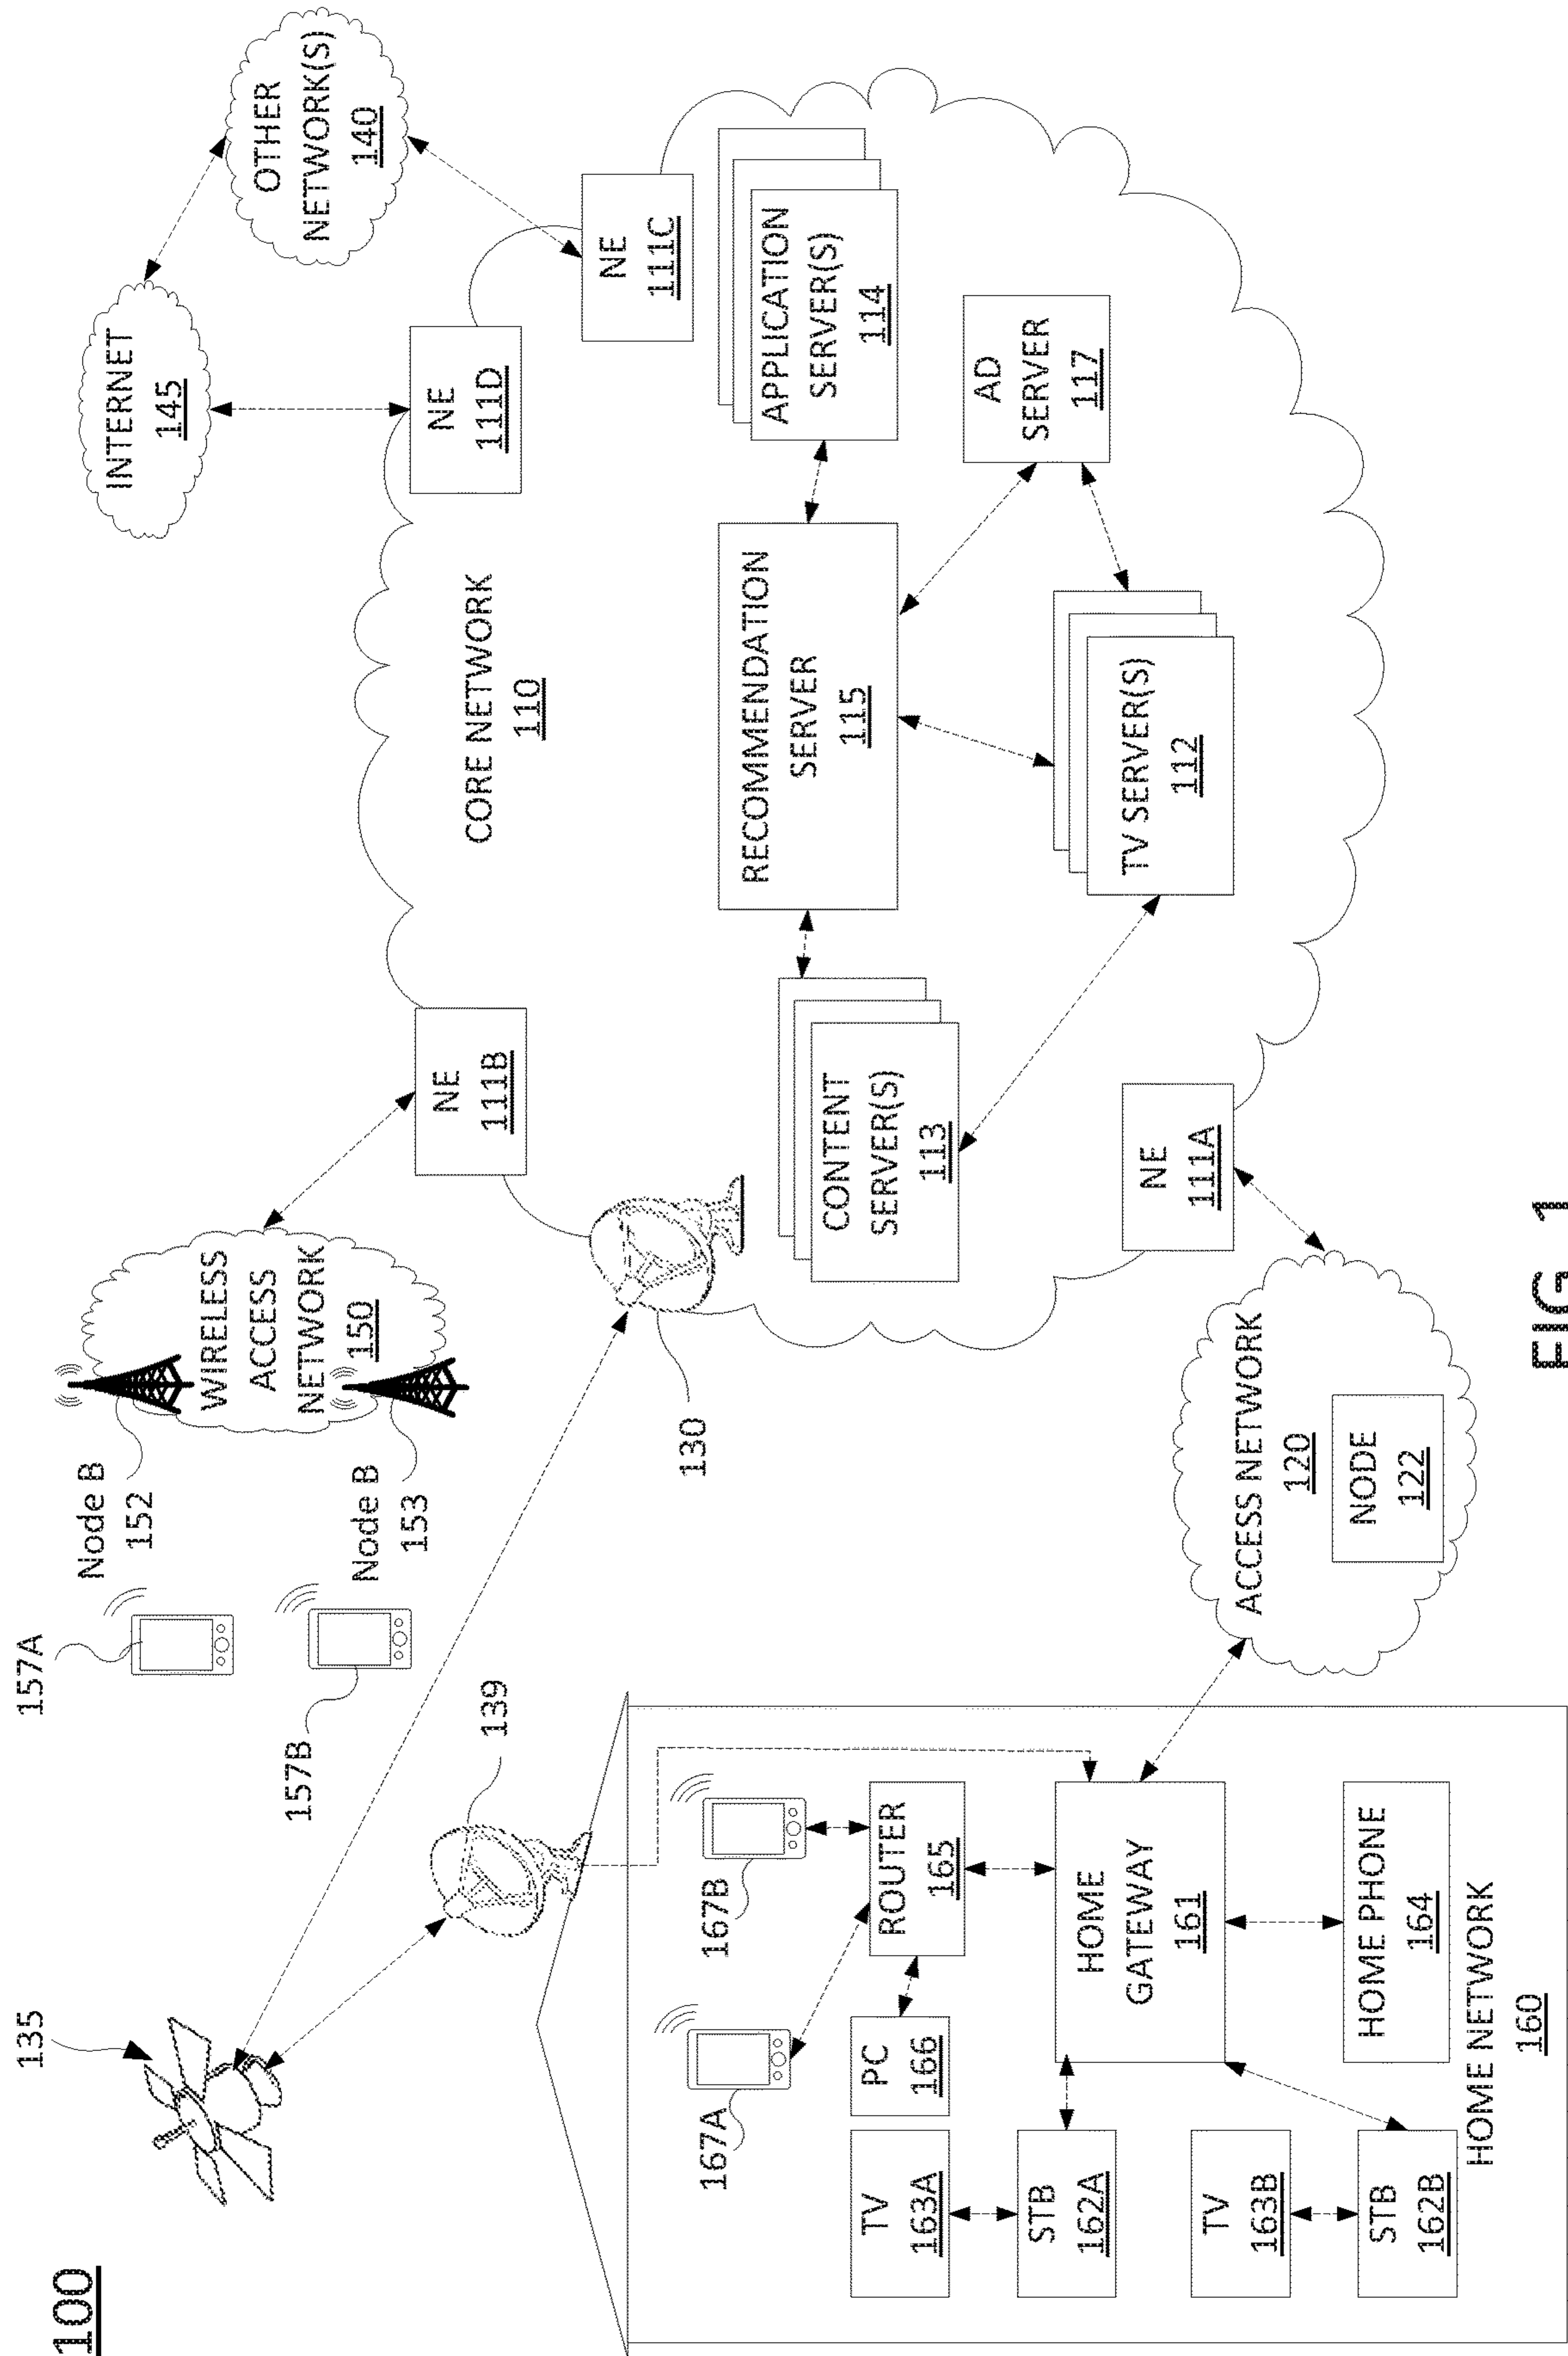 100
135
157A
157B
Node B
152
Node B
153
WIRELESS
ACCESS
NETWORK
150
INTERNET
145
OTHER
NETWORK(S)
140
139
130
NE
111B
NE
111D
NE
111C
CORE NETWORK
110
CONTENT
SERVER(S)
113
RECOMMENDATION
SERVER
115
APPLICATION
SERVER(S)
114
AD
SERVER
117
TV SERVER(S)
112
NE
111A
ACCESS NETWORK
120
NODE
122
167A
167B
TV
163A
PC
166
ROUTER
165
STB
162A
HOME
GATEWAY
161
TV
163B
STB
162B
HOME PHONE
164
HOME NETWORK
160
FIG. 1